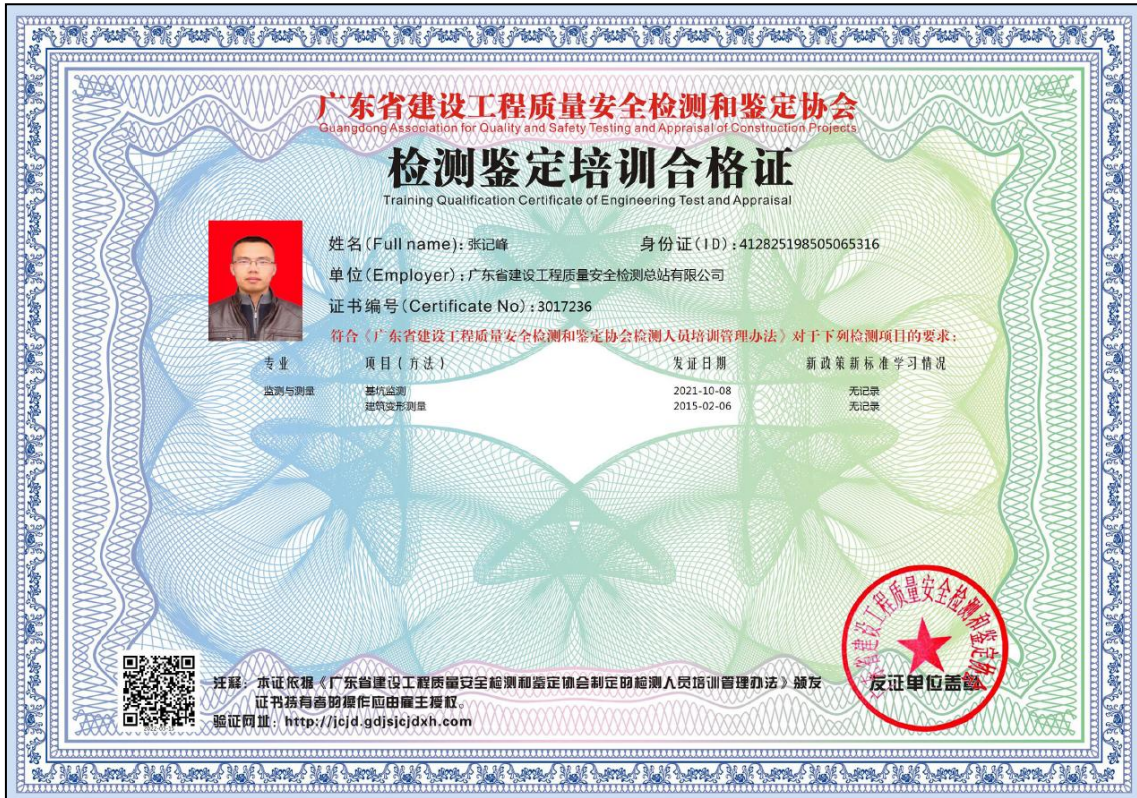 广东省建设工程质量安全检测和鉴定协会
Guangdong Association for Quality and Safety Testing and Appraisal of Construction Projects
检测鉴定培训合格证
Training Qualification Certificate of Engineering Test and Appraisal
姓名(Full name)：张记峰 身份证(ID)：412825198505065316
单位(Employer)：广东省建设工程质量安全检测总站有限公司
证书编号(Certificate No)：3017236
符合《广东省建设工程质量安全检测和鉴定协会检测人员培训管理办法》对于下列检测项目的要求：
专业 项目(方法) 发证日期 新政策新标准学习情况
监测与测量 基坑监测 2021-10-08 无记录
建筑变形测量 2015-02-06 无记录
广东省建设工程质量安全检测和鉴定协会
发证单位盖章
注释：本证依据《广东省建设工程质量安全检测和鉴定协会制定的检测人员培训管理办法》颁发
证书持有者的操作应由雇主授权。
验证网址：http://jcjd.gdjsjcjdxh.com
2022-03-15